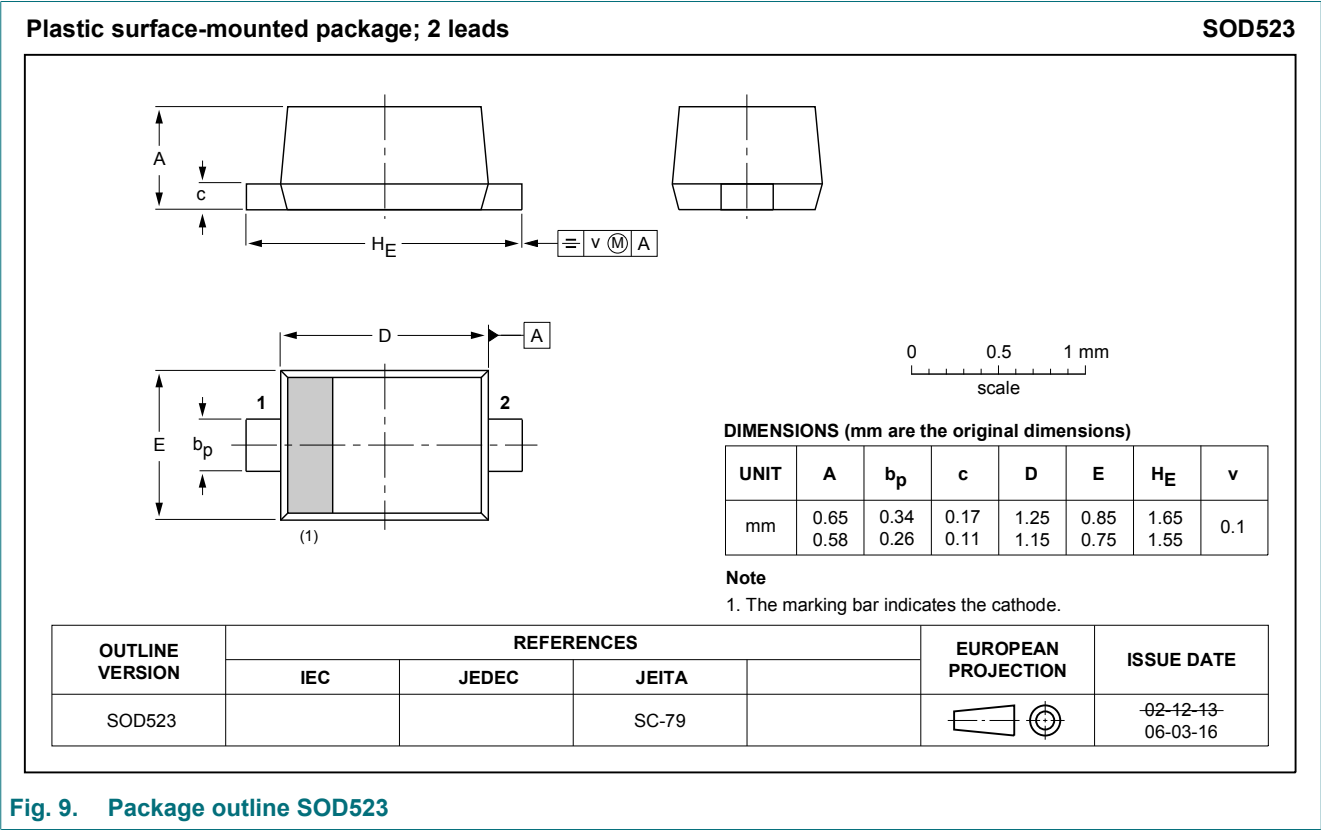 Plastic surface-mounted package; 2 leads SOD523
A
c
HE
v M A
D A
1 2
E bp
(1)
0 0.5 1 mm
scale
DIMENSIONS (mm are the original dimensions)
UNIT A bp c D E HE v
mm 0.65 0.58 0.34 0.26 0.17 0.11 1.25 1.15 0.85 0.75 1.65 1.55 0.1
Note
1. The marking bar indicates the cathode.
OUTLINE VERSION REFERENCES EUROPEAN PROJECTION ISSUE DATE
IEC JEDEC JEITA
SOD523 SC-79 02-12-13
06-03-16
Fig. 9. Package outline SOD523